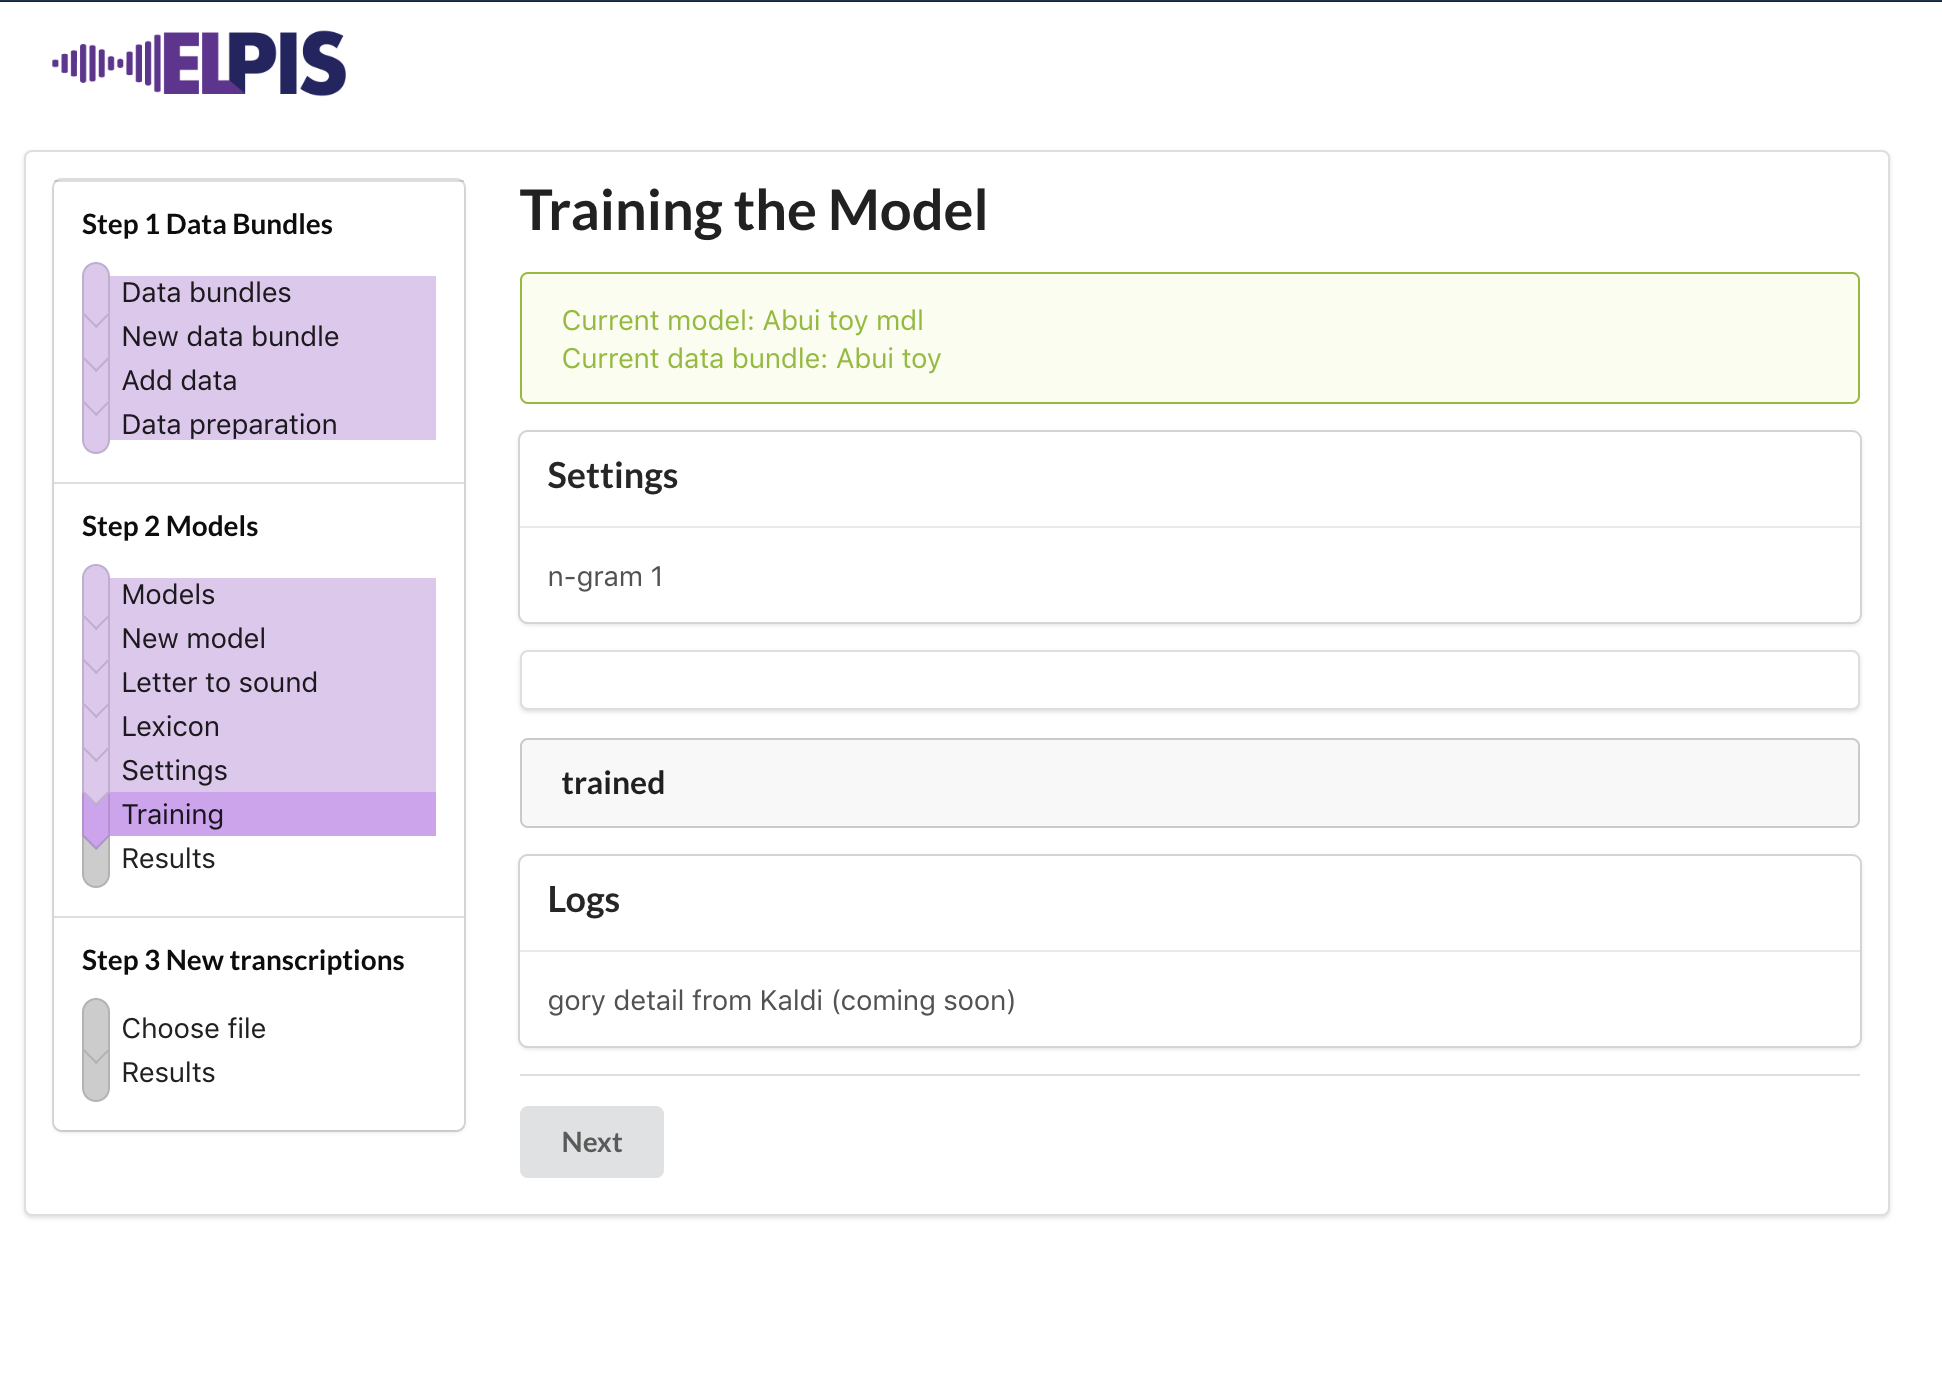 ELPIS
Step 1 Data Bundles
Data bundles
New data bundle
Add data
Data preparation
Step 2 Models
Models
New model
Letter to sound
Lexicon
Settings
Training
Results
Step 3 New transcriptions
Choose file
Results
Training the Model
Current model: Abui toy mdl
Current data bundle: Abui toy
Settings
n-gram 1
trained
Logs
gory detail from Kaldi (coming soon)
Next